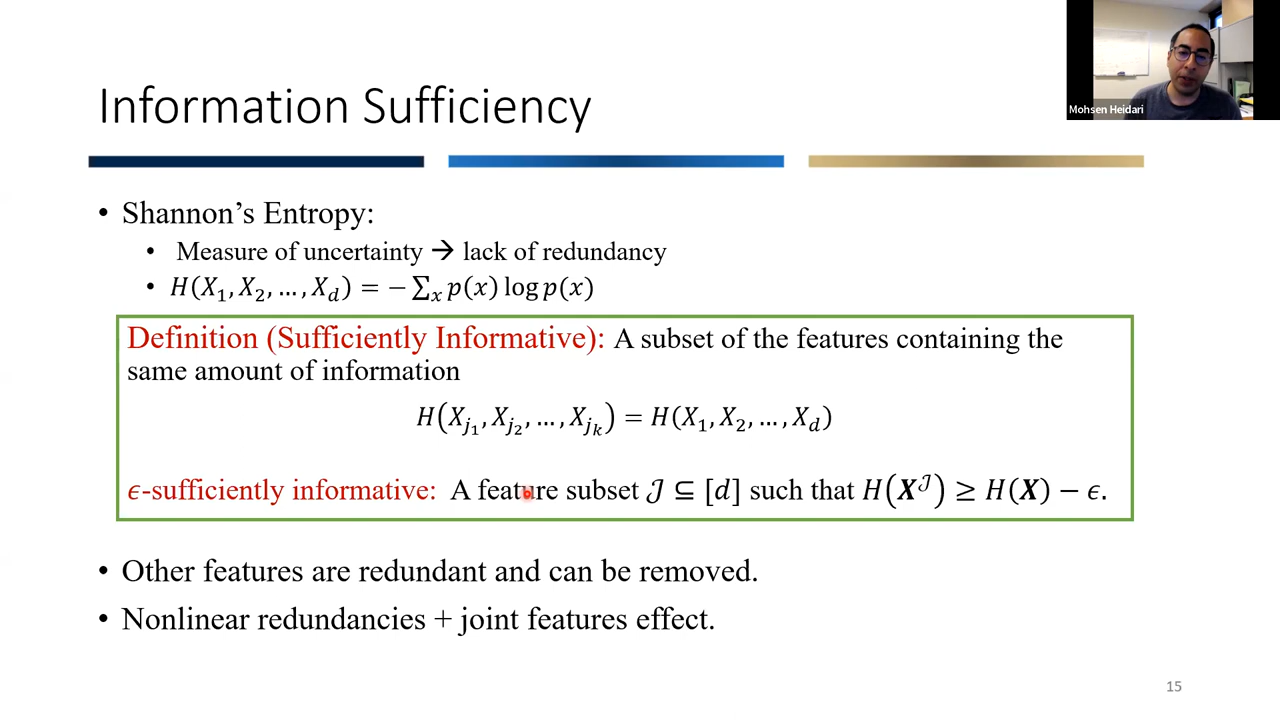 Mohsen Heidari
Information Sufficiency
• Shannon’s Entropy:
• Measure of uncertainty → lack of redundancy
• H(X₁, X₂, … , X_d) = − ∑ₓ p(x) log p(x)
Definition (Sufficiently Informative): A subset of the features containing the
same amount of information
H(X_{j₁}, X_{j₂}, … , X_{j_k}) = H(X₁, X₂, … , X_d)
ϵ-sufficiently informative: A feature subset 𝒥 ⊆ [d] such that H(𝑿^𝒥) ≥ H(𝑿) − ϵ.
• Other features are redundant and can be removed.
• Nonlinear redundancies + joint features effect.
15